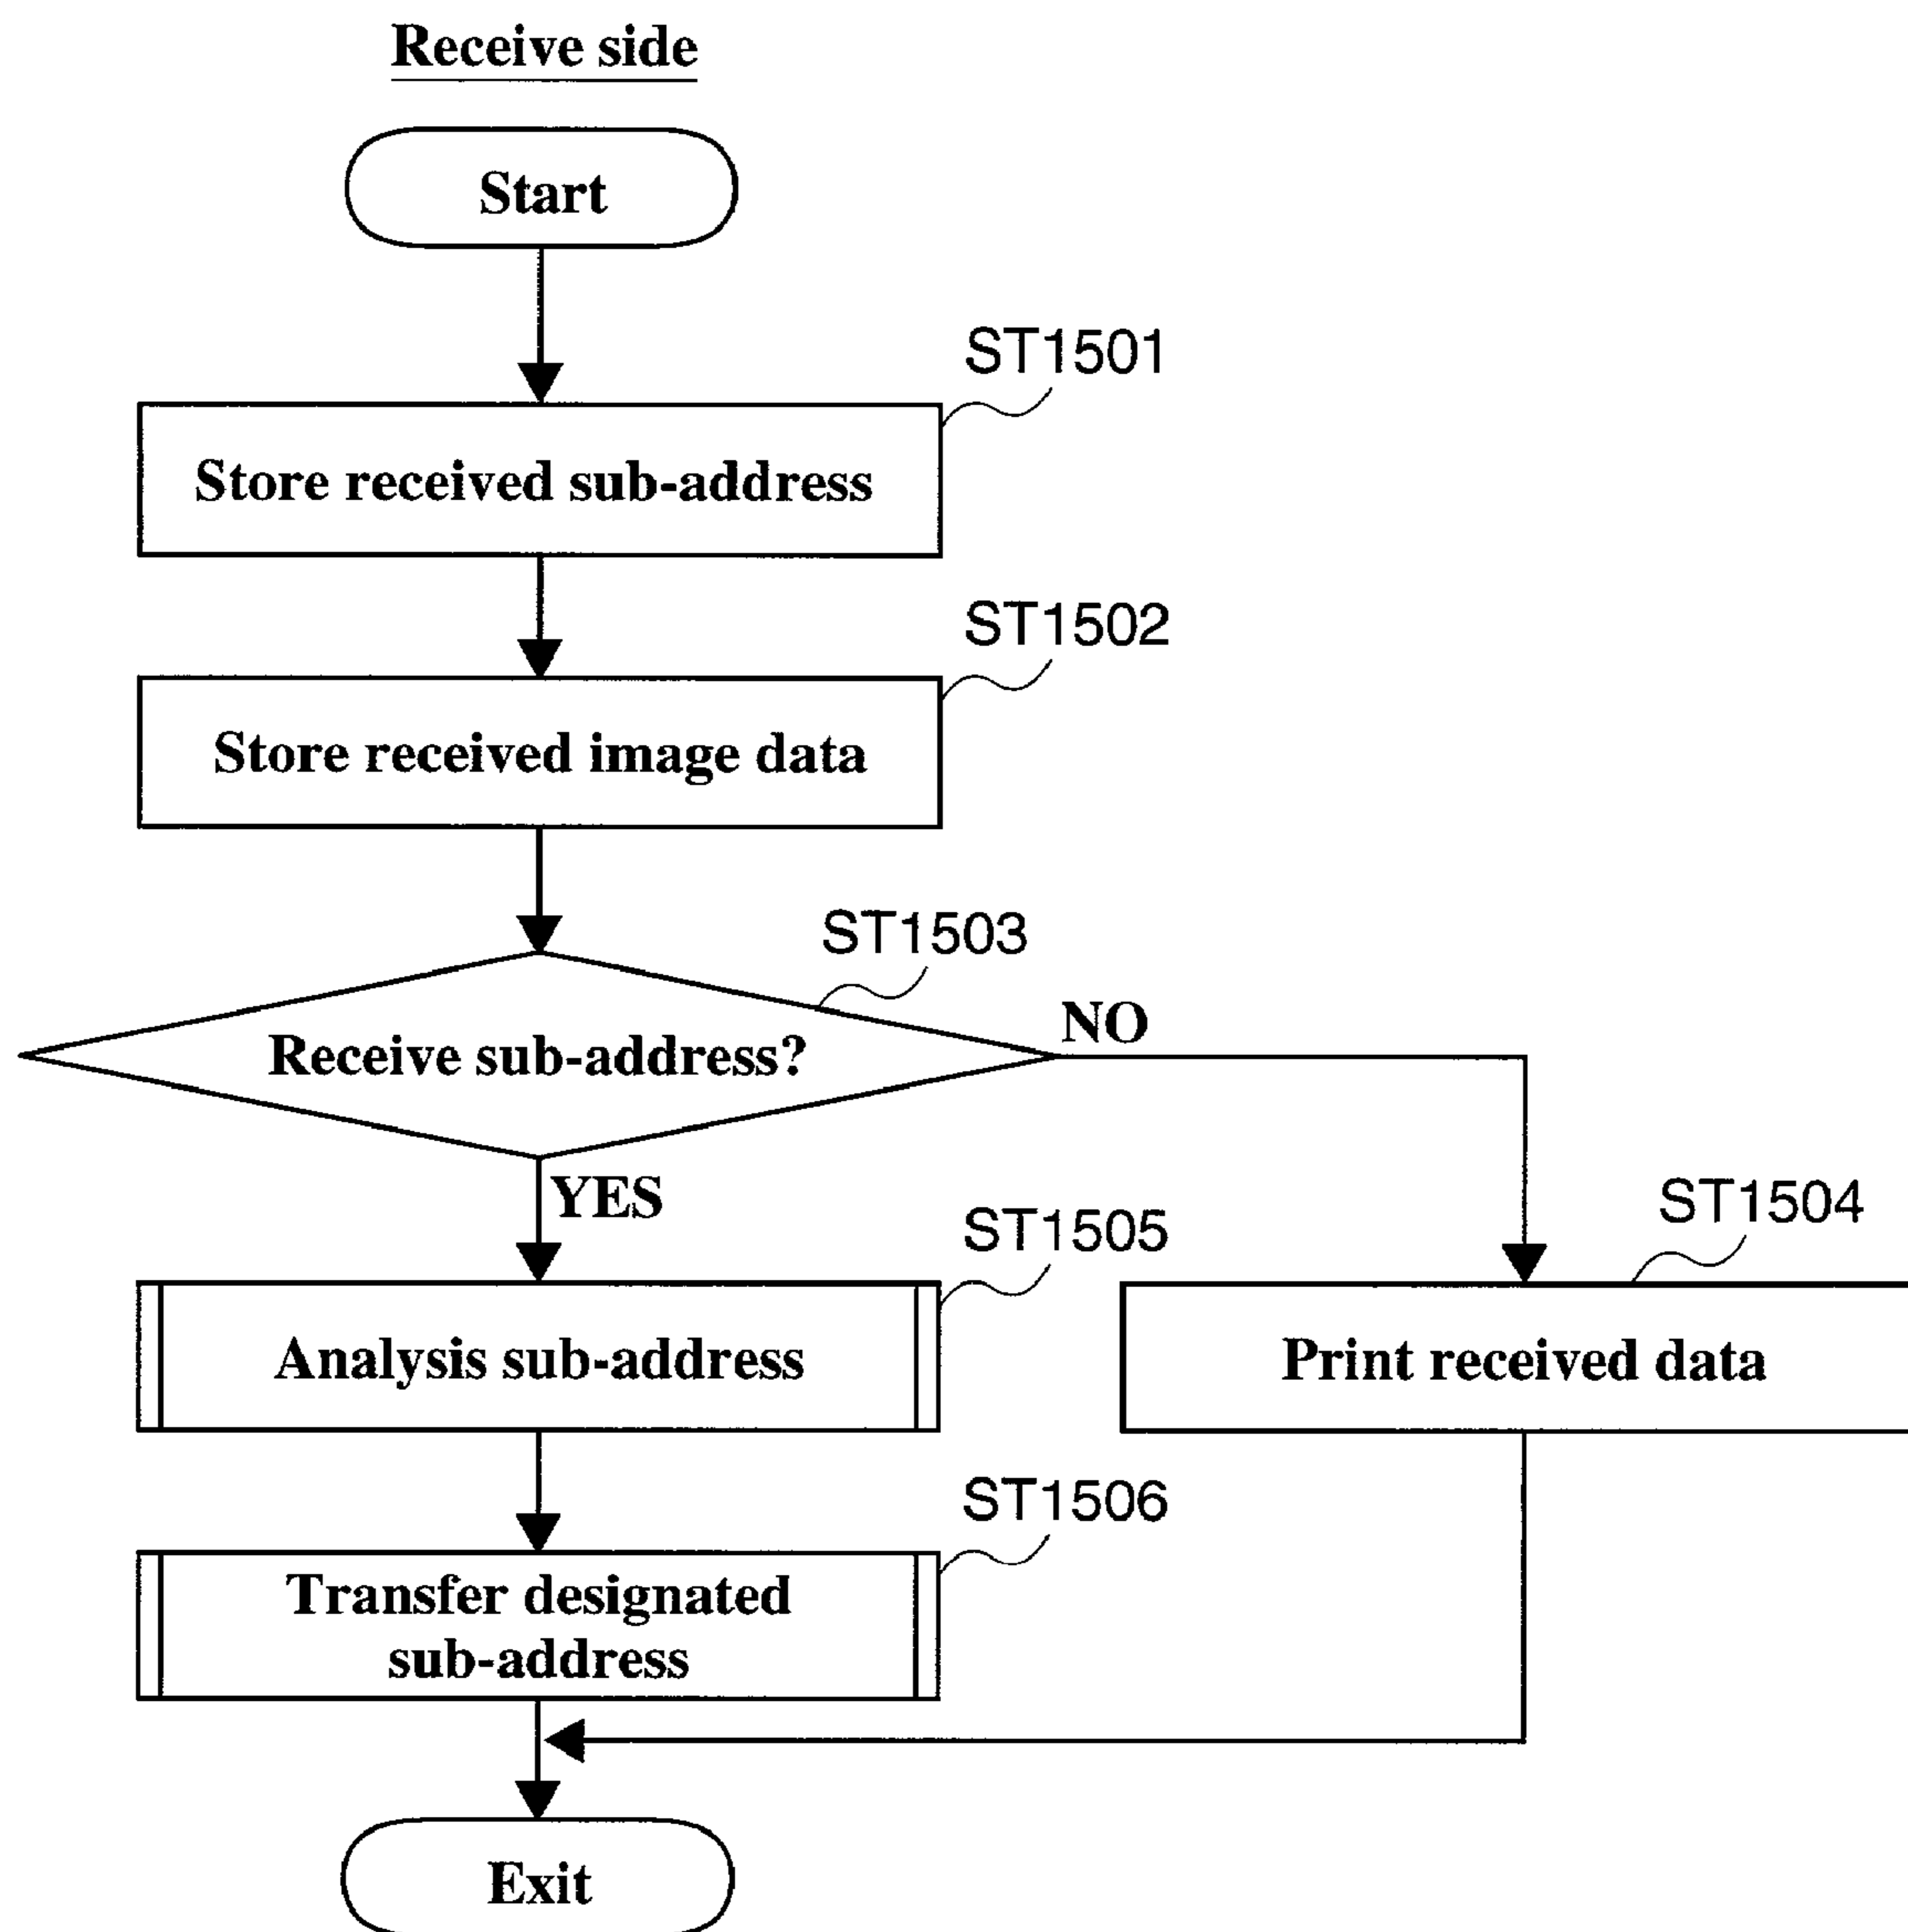 Receive side
Start
ST1501
Store received sub-address
ST1502
Store received image data
ST1503
Receive sub-address?
NO
YES
ST1505
Analysis sub-address
ST1504
Print received data
ST1506
Transfer designated
sub-address
Exit